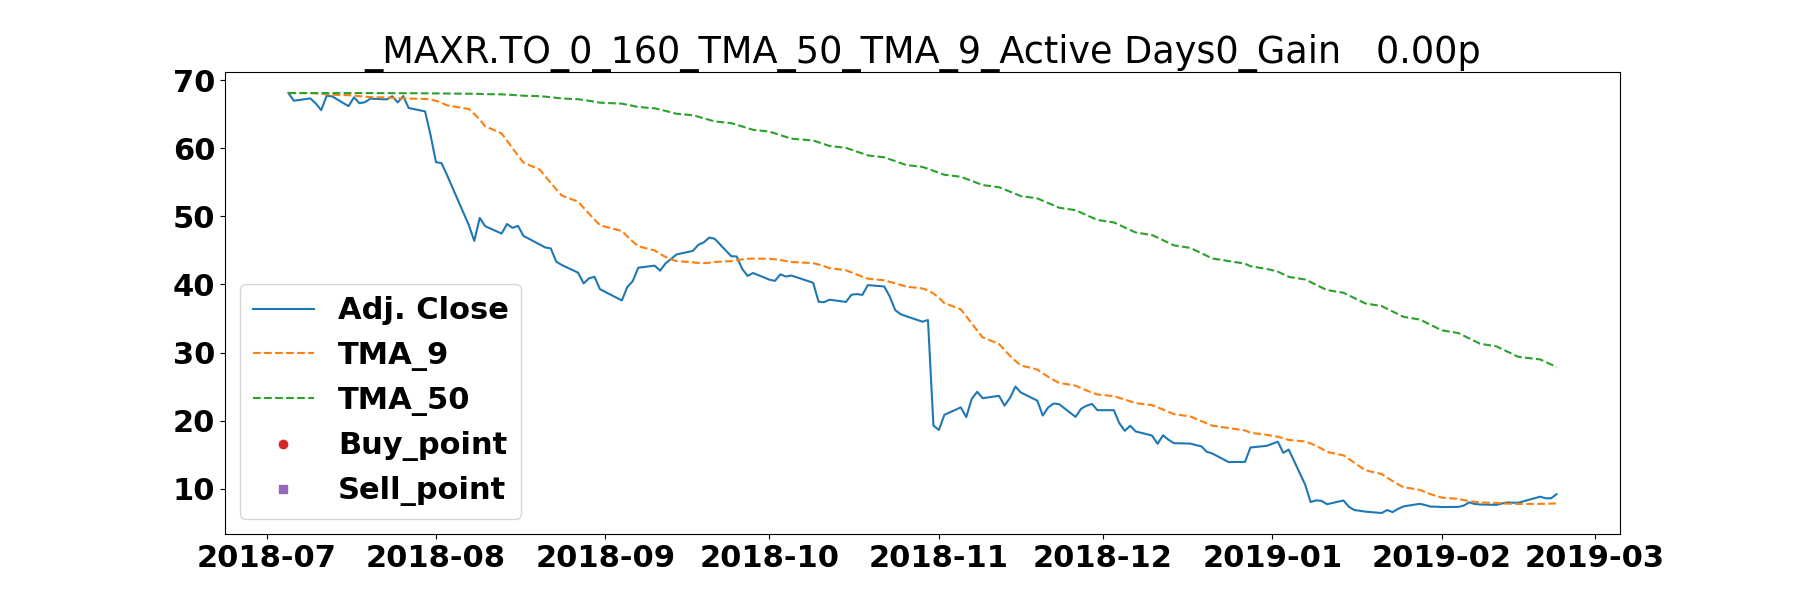 _MAXR.TO_0_160_TMA_50_TMA_9_Active Days0_Gain   0.00p
70
60
50
40
30
20
10
Adj. Close
TMA_9
TMA_50
Buy_point
Sell_point
2018-07 2018-08 2018-09 2018-10 2018-11 2018-12 2019-01 2019-02 2019-03